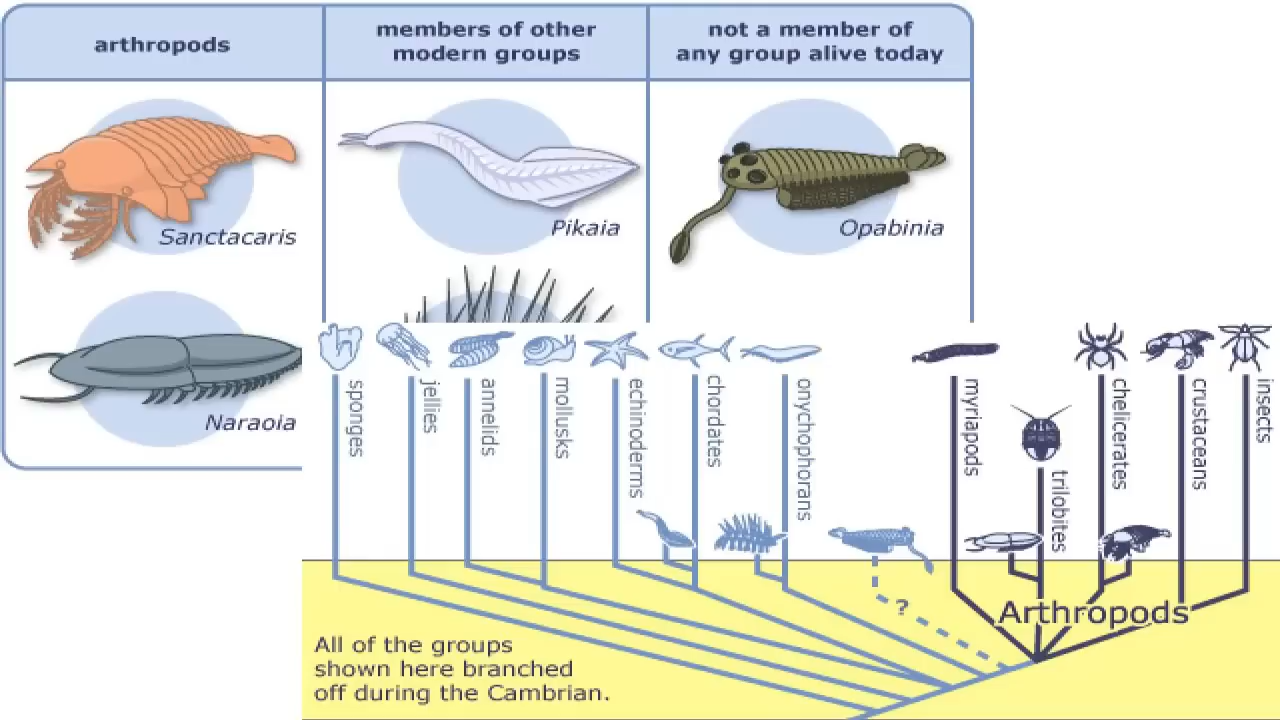 arthropods
members of other
modern groups
not a member of
any group alive today
Sanctacaris
Pikaia
Opabinia
Naraoia
sponges
jellies
annelids
mollusks
echinoderms
chordates
onychophorans
myriapods
trilobites
chelicerates
crustaceans
insects
?
Arthropods
All of the groups
shown here branched
off during the Cambrian.